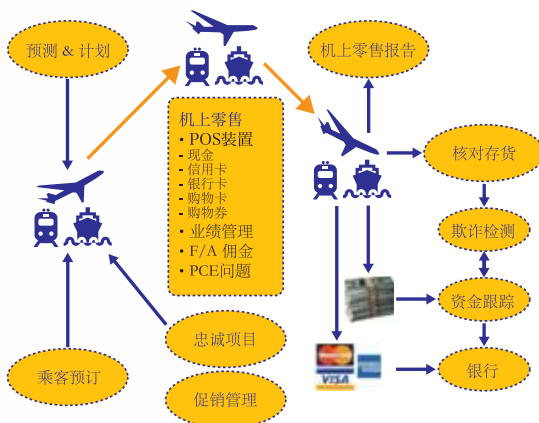 预测 & 计划
机上零售报告
机上零售
• POS装置
- 现金
- 信用卡
- 银行卡
- 购物卡
- 购物券
• 业绩管理
• F/A 佣金
• PCE问题
核对存货
欺诈检测
资金跟踪
忠诚项目
乘客预订
促销管理
银行
MasterCard
VISA